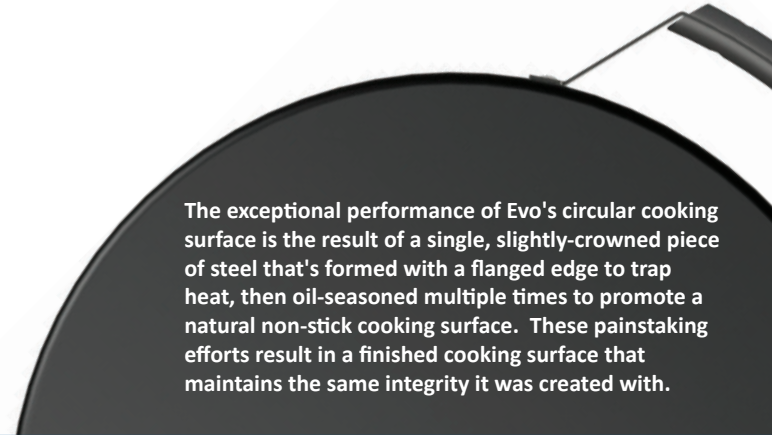 The exceptional performance of Evo's circular cooking
surface is the result of a single, slightly-crowned piece
of steel that's formed with a flanged edge to trap
heat, then oil-seasoned multiple times to promote a
natural non-stick cooking surface.  These painstaking
efforts result in a finished cooking surface that
maintains the same integrity it was created with.